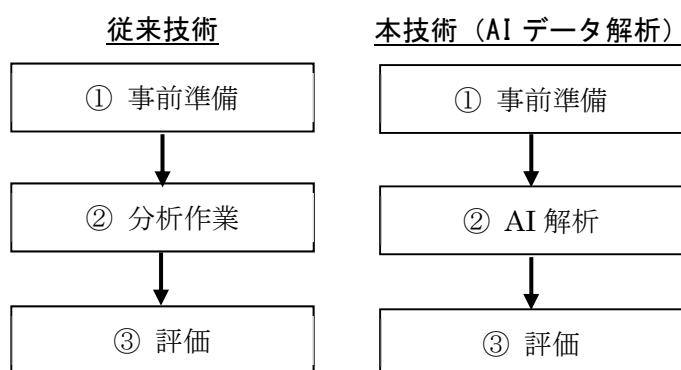 従来技術
① 事前準備
② 分析作業
③ 評価
本技術（AI データ解析）
① 事前準備
② AI 解析
③ 評価